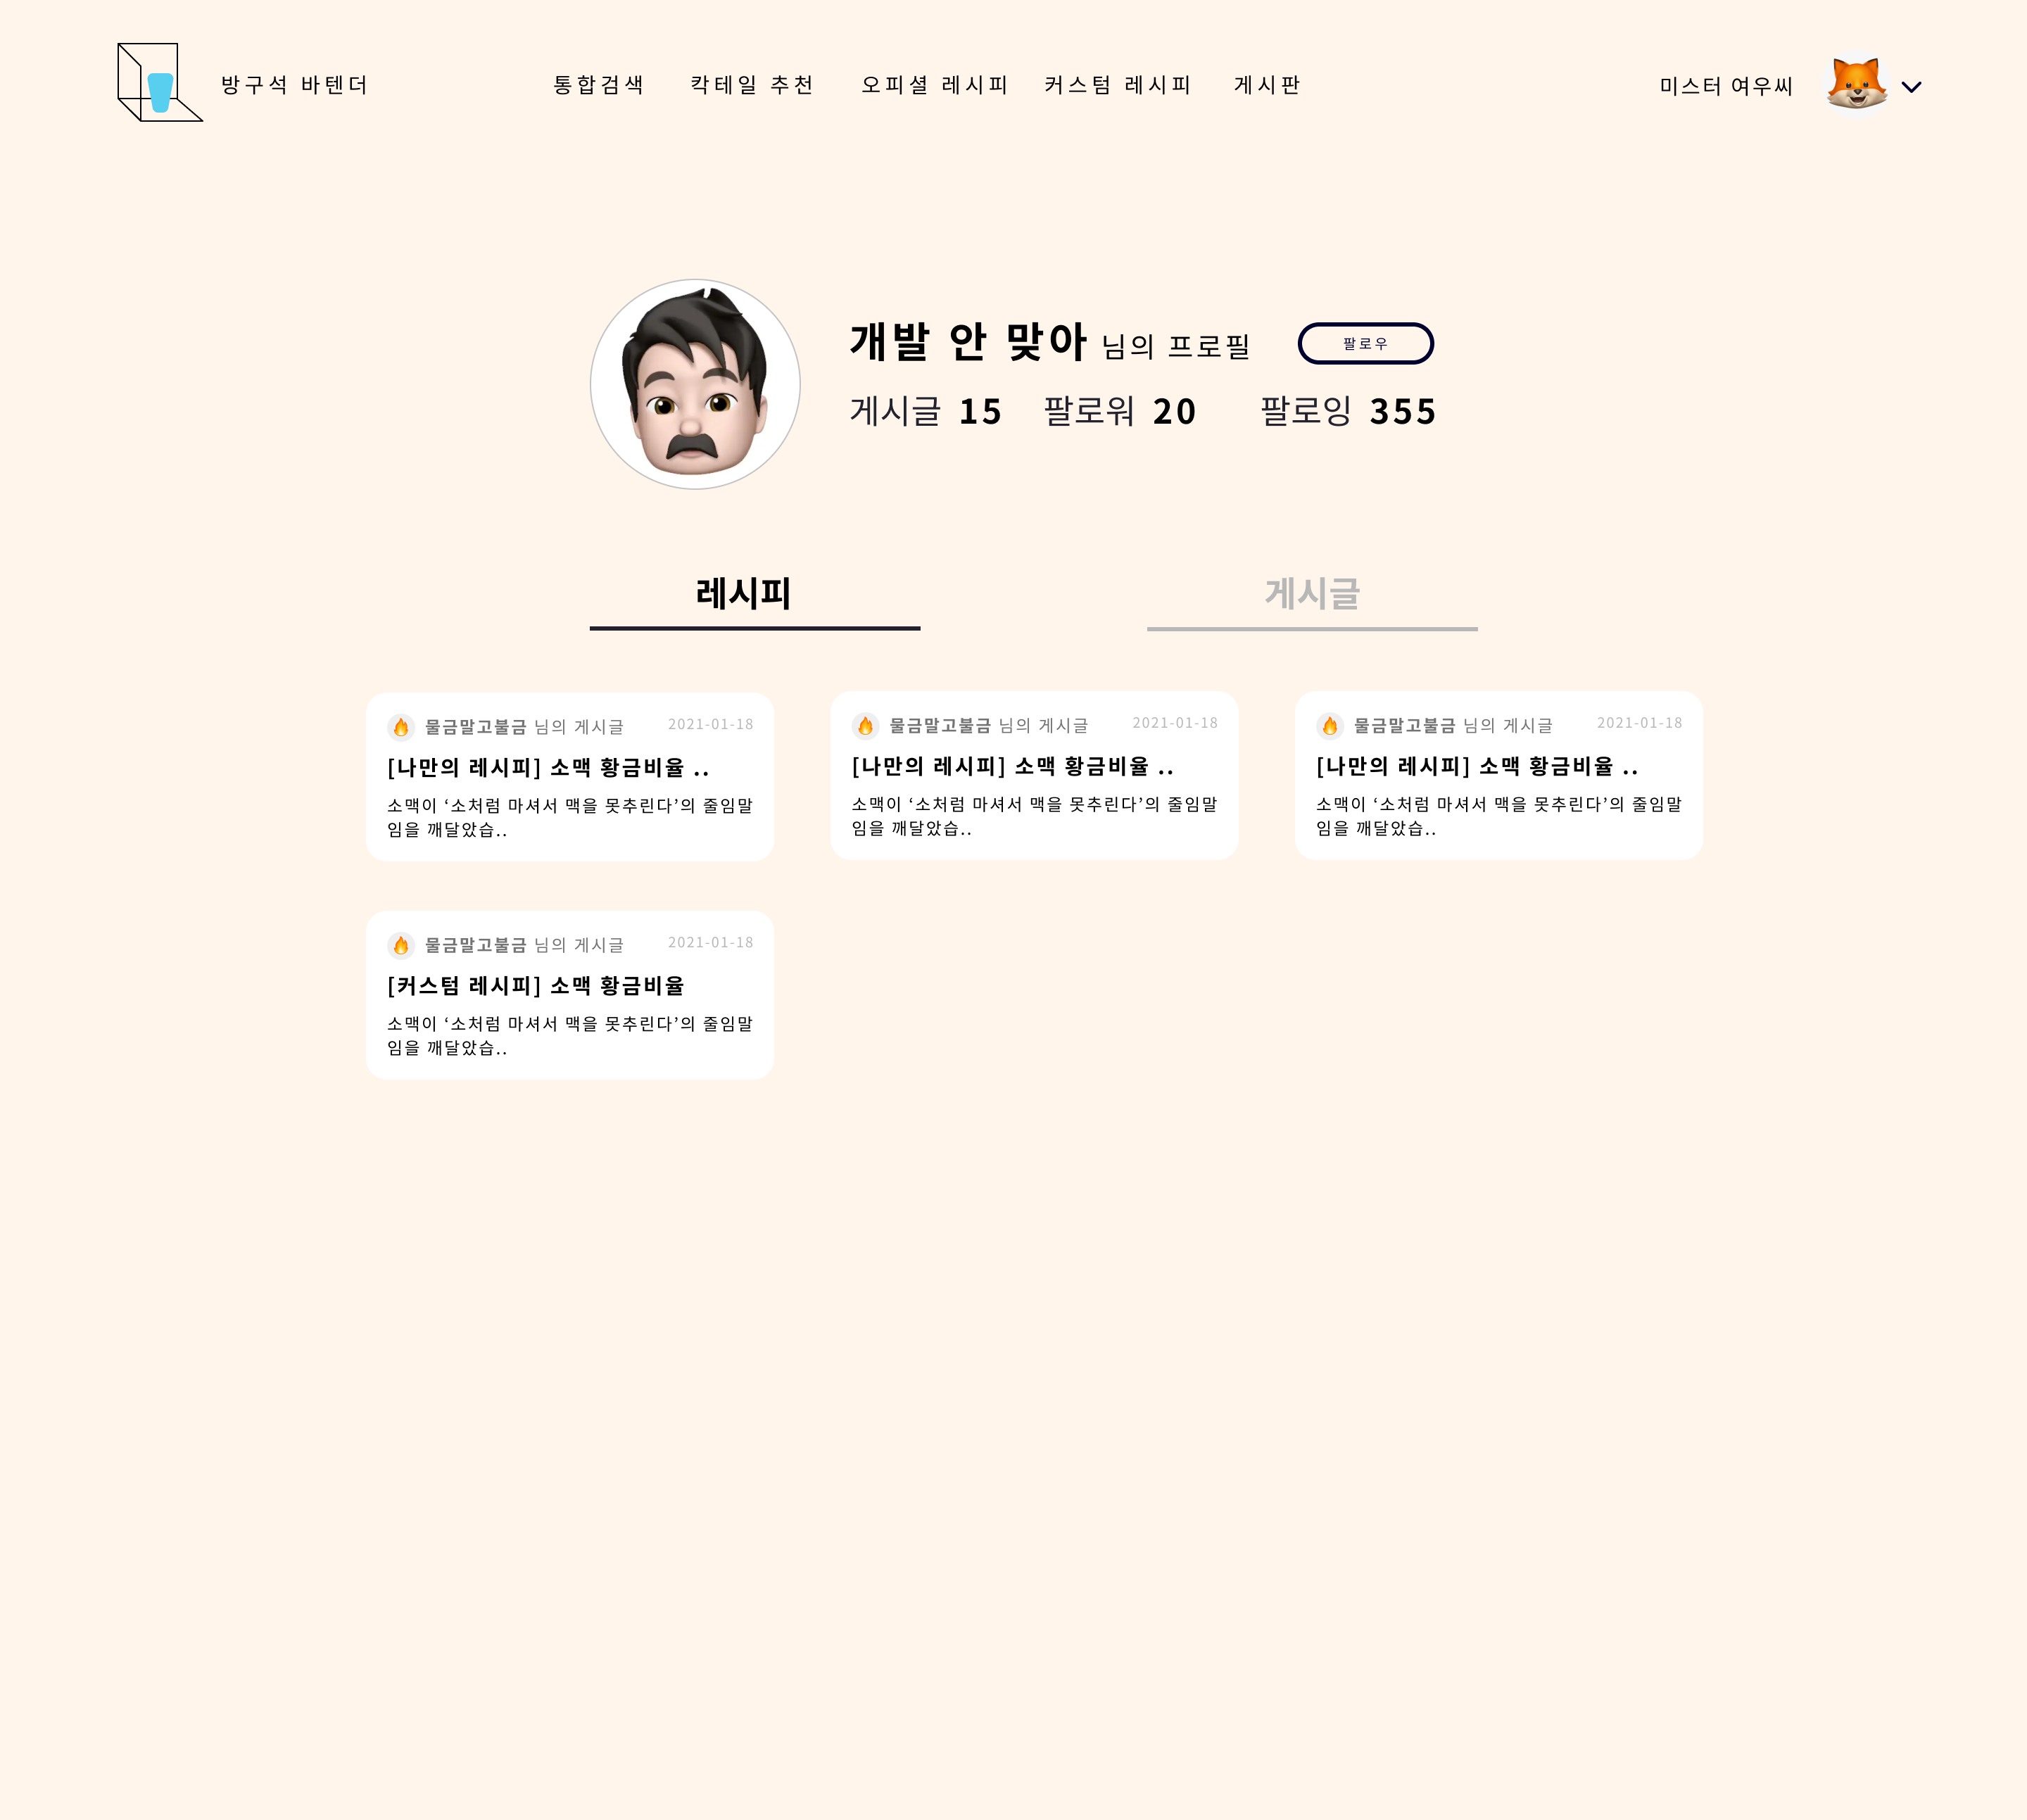 방구석 바텐더
통합검색 칵테일 추천 오피셜 레시피 커스텀 레시피 게시판
미스터 여우씨
개발 안 맞아 님의 프로필
팔로우
게시글 15 팔로워 20 팔로잉 355
레시피
게시글
물금말고불금 님의 게시글 2021-01-18
[나만의 레시피] 소맥 황금비율 ..
소맥이 ‘소처럼 마셔서 맥을 못추린다’의 줄임말
임을 깨달았습..
물금말고불금 님의 게시글 2021-01-18
[나만의 레시피] 소맥 황금비율 ..
소맥이 ‘소처럼 마셔서 맥을 못추린다’의 줄임말
임을 깨달았습..
물금말고불금 님의 게시글 2021-01-18
[나만의 레시피] 소맥 황금비율 ..
소맥이 ‘소처럼 마셔서 맥을 못추린다’의 줄임말
임을 깨달았습..
물금말고불금 님의 게시글 2021-01-18
[커스텀 레시피] 소맥 황금비율
소맥이 ‘소처럼 마셔서 맥을 못추린다’의 줄임말
임을 깨달았습..